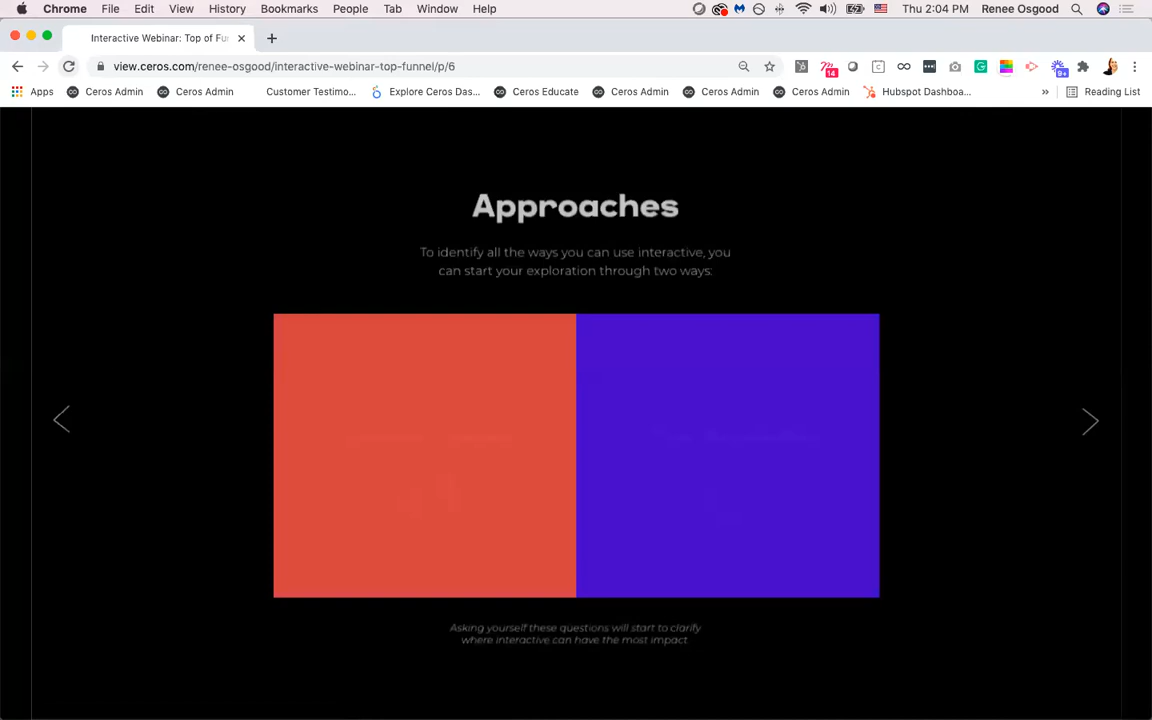 Chrome File Edit View History Bookmarks People Tab Window Help Thu 2:04 PM Renee Osgood
Interactive Webinar: Top of Fu
view.ceros.com/renee-osgood/interactive-webinar-top-funnel/p/6
14
9+
Apps Ceros Admin Ceros Admin Customer Testimo... Explore Ceros Das... Ceros Educate Ceros Admin Ceros Admin Ceros Admin Hubspot Dashboa... » Reading List
Approaches
To identify all the ways you can use interactive, you
can start your exploration through two ways:
Asking yourself these questions will start to clarify
where interactive can have the most impact.